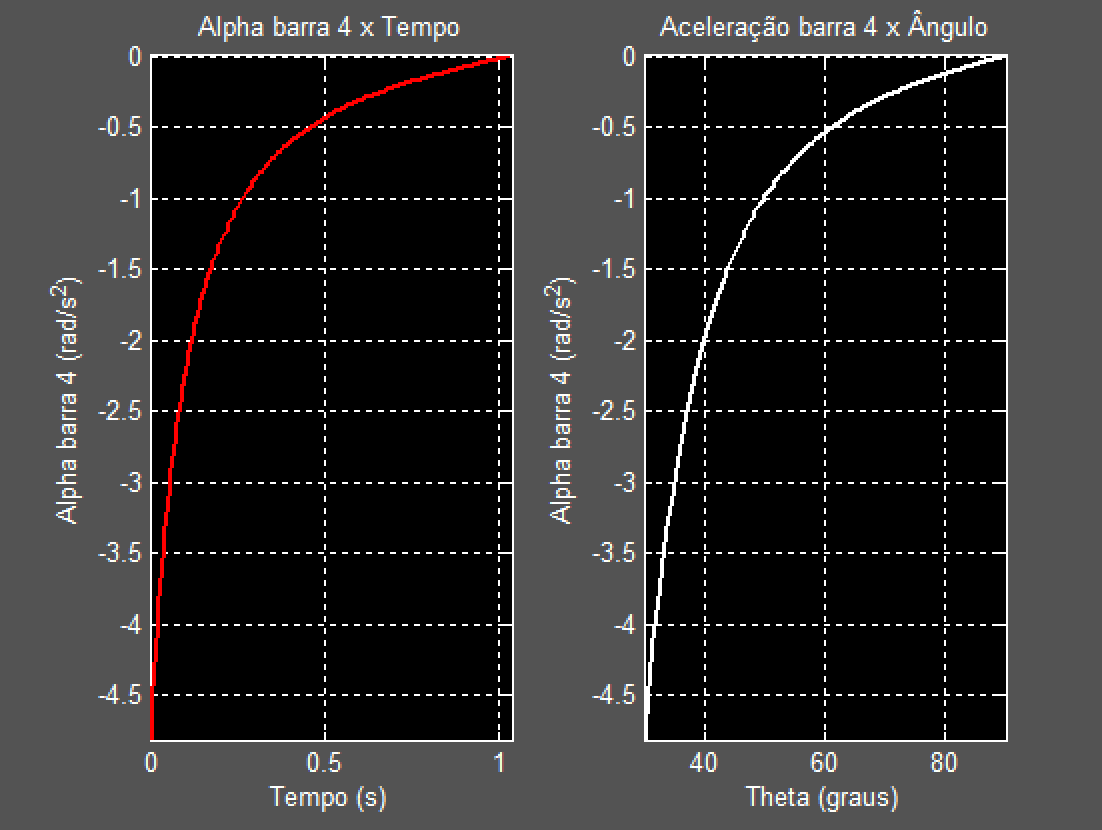 Alpha barra 4 x Tempo
0
-0.5
-1
-1.5
-2
-2.5
-3
-3.5
-4
-4.5
Alpha barra 4 (rad/s²)
0 0.5 1
Tempo (s)
Aceleração barra 4 x Ângulo
0
-0.5
-1
-1.5
-2
-2.5
-3
-3.5
-4
-4.5
Alpha barra 4 (rad/s²)
40 60 80
Theta (graus)